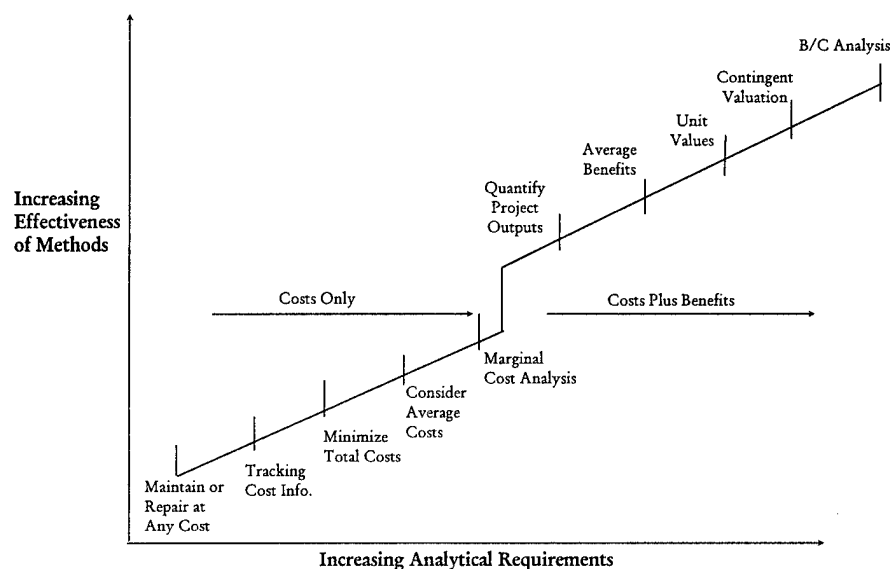 B/C Analysis
Contingent
Valuation
Unit
Values
Average
Benefits
Quantify
Project
Outputs
Increasing
Effectiveness
of Methods
Costs Only
Costs Plus Benefits
Marginal
Cost Analysis
Consider
Average
Costs
Minimize
Total Costs
Tracking
Cost Info.
Maintain or
Repair at
Any Cost
Increasing Analytical Requirements